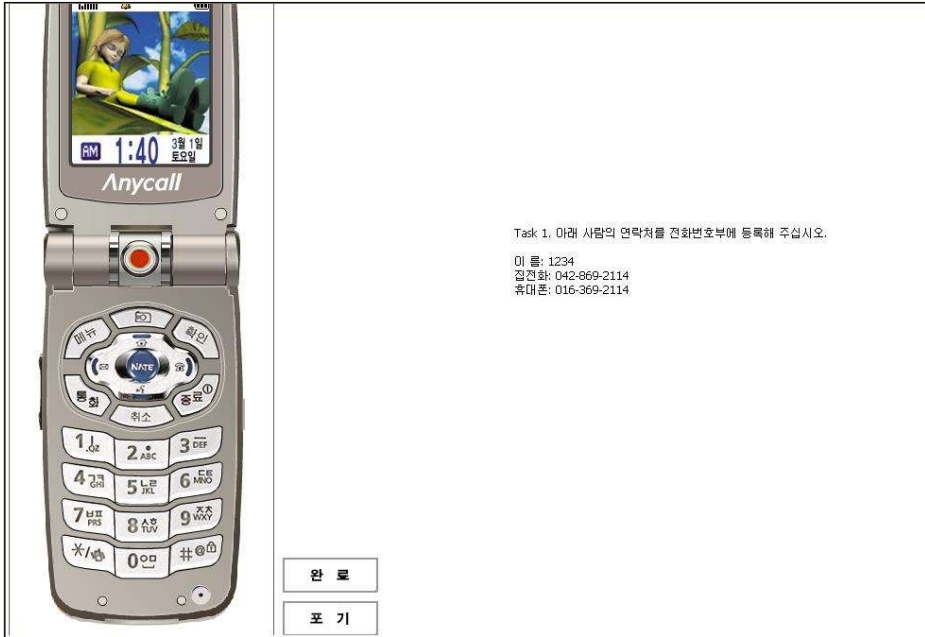 AM 1:40 3월 1일
토요일
Anycall
메뉴
확인
NATE
통화
종료
취소
1 ㅣ .QZ
2 • ABC
3 ㅡ DEF
4 ㄱㅋ GHI
5 ㄴㄹ JKL
6 ㄷㅌ MNO
7 ㅂㅍ PRS
8 ㅅㅎ TUV
9 ㅈㅊ WXY
*/
0 ㅇㅁ
#@
Task 1. 아래 사람의 연락처를 전화번호부에 등록해 주십시오.
이 름: 1234
집전화: 042-869-2114
휴대폰: 016-369-2114
완 료
포 기